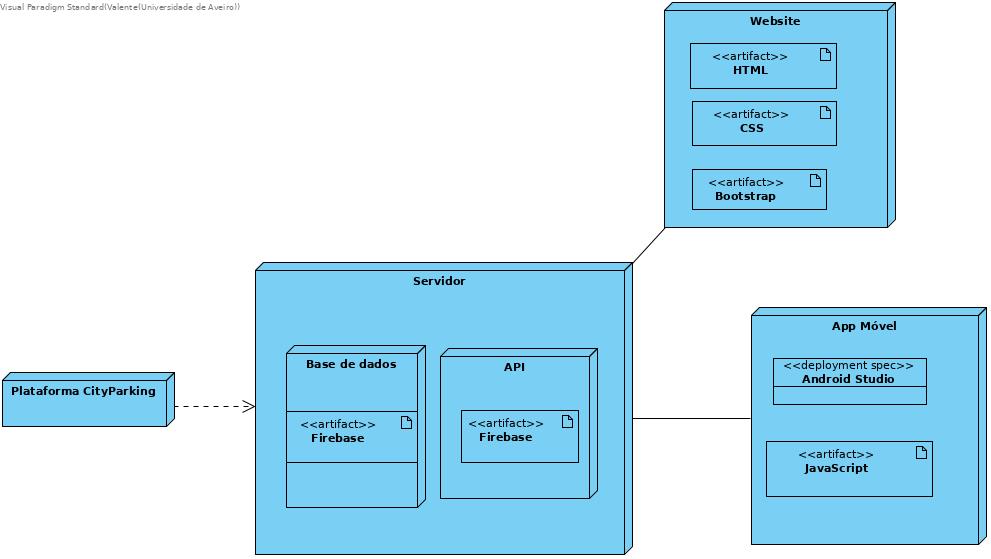 Visual Paradigm Standard(Valente(Universidade de Aveiro))
Website
<<artifact>>
HTML
<<artifact>>
CSS
<<artifact>>
Bootstrap
Servidor
Base de dados
<<artifact>>
Firebase
API
<<artifact>>
Firebase
Plataforma CityParking
App Móvel
<<deployment spec>>
Android Studio
<<artifact>>
JavaScript